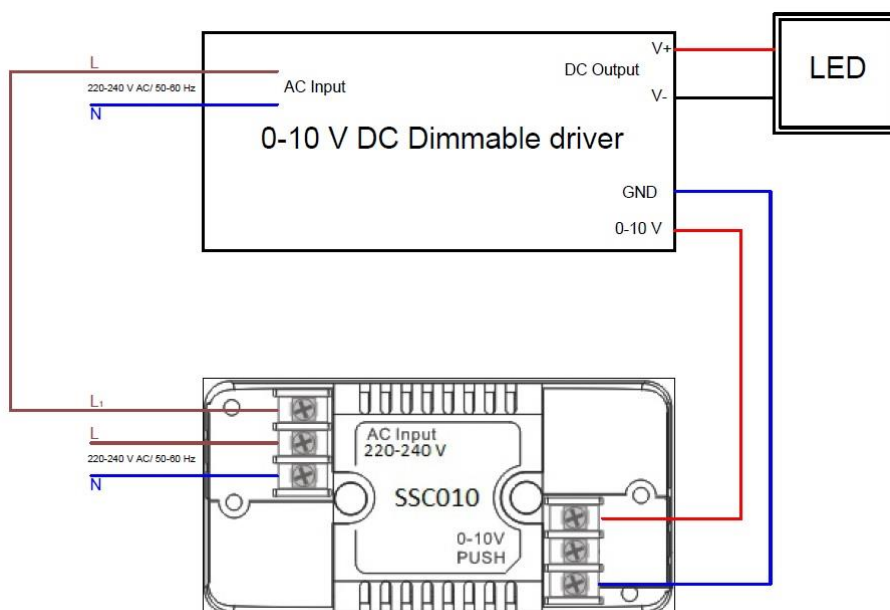 L
220-240 V AC/ 50-60 Hz
N
AC Input
DC Output
V+
V-
LED
0-10 V DC Dimmable driver
GND
0-10 V
L₁
L
220-240 V AC/ 50-60 Hz
N
AC Input
220-240 V
SSC010
0-10V
PUSH